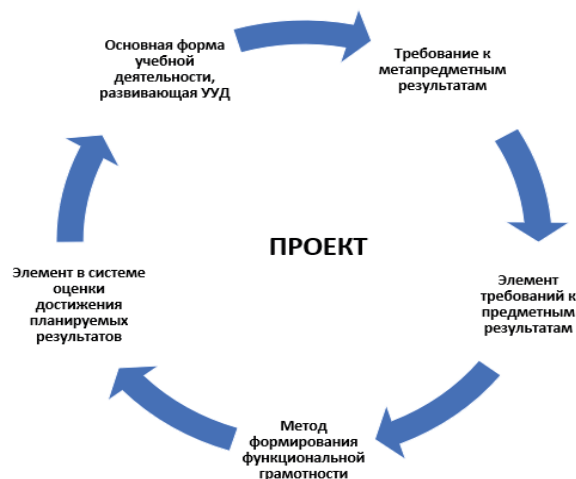 Основная форма
учебной
деятельности,
развивающая УУД
Требование к
метапредметным
результатам
ПРОЕКТ
Элемент
требований к
предметным
результатам
Элемент в системе
оценки
достижения
планируемых
результатов
Метод
формирования
функциональной
грамотности